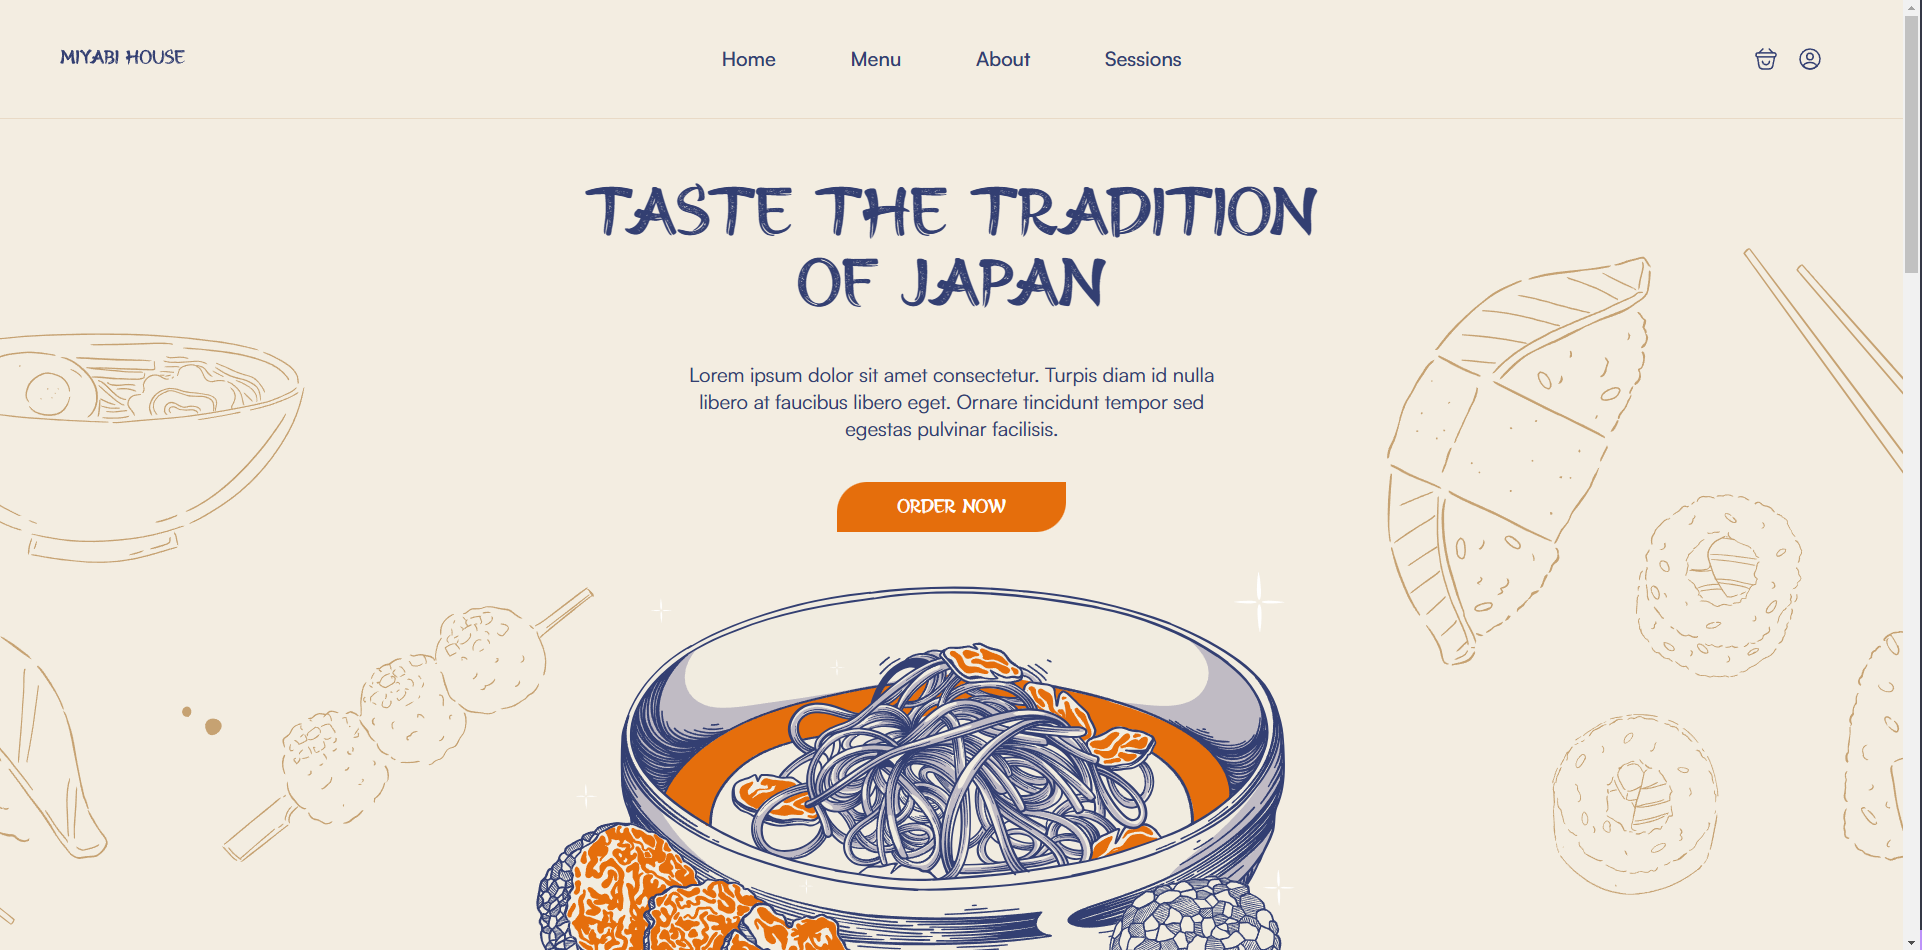 MIYABI HOUSE
Home
Menu
About
Sessions
TASTE THE TRADITION
OF JAPAN
Lorem ipsum dolor sit amet consectetur. Turpis diam id nulla
libero at faucibus libero eget. Ornare tincidunt tempor sed
egestas pulvinar facilisis.
ORDER NOW